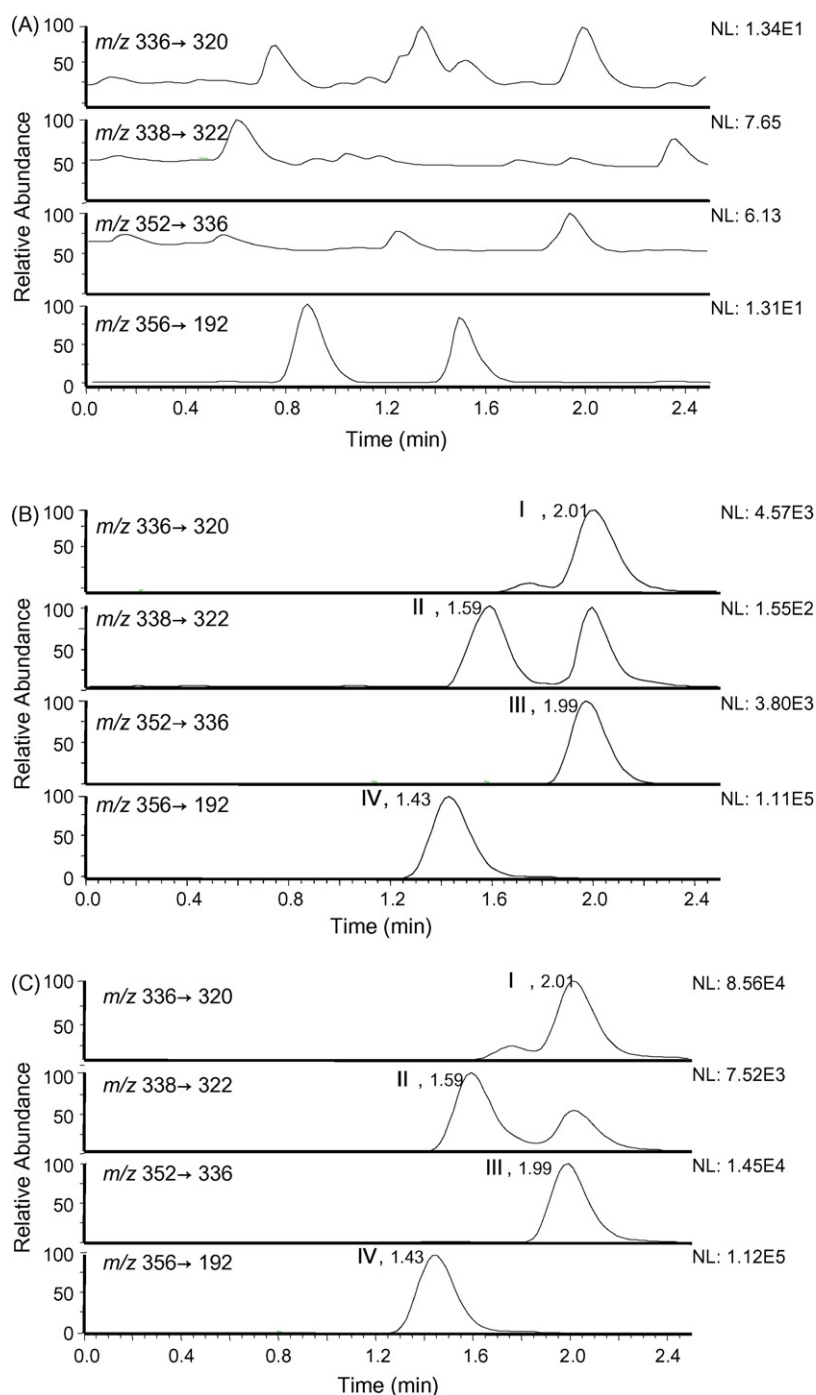 (A)
m/z 336→ 320
NL: 1.34E1
100
50
m/z 338→ 322
NL: 7.65
100
50
m/z 352→ 336
NL: 6.13
100
50
m/z 356→ 192
NL: 1.31E1
100
50
0
Relative Abundance
0.0 0.4 0.8 1.2 1.6 2.0 2.4
Time (min)
(B)
m/z 336→ 320
I , 2.01
NL: 4.57E3
100
50
m/z 338→ 322
II , 1.59
NL: 1.55E2
100
50
m/z 352→ 336
III, 1.99
NL: 3.80E3
100
50
m/z 356→ 192
IV, 1.43
NL: 1.11E5
100
50
0
Relative Abundance
0.0 0.4 0.8 1.2 1.6 2.0 2.4
Time (min)
(C)
m/z 336→ 320
I , 2.01
NL: 8.56E4
100
50
m/z 338→ 322
II , 1.59
NL: 7.52E3
100
50
m/z 352→ 336
III, 1.99
NL: 1.45E4
100
50
m/z 356→ 192
IV, 1.43
NL: 1.12E5
100
50
0
Relative Abundance
0.0 0.4 0.8 1.2 1.6 2.0 2.4
Time (min)